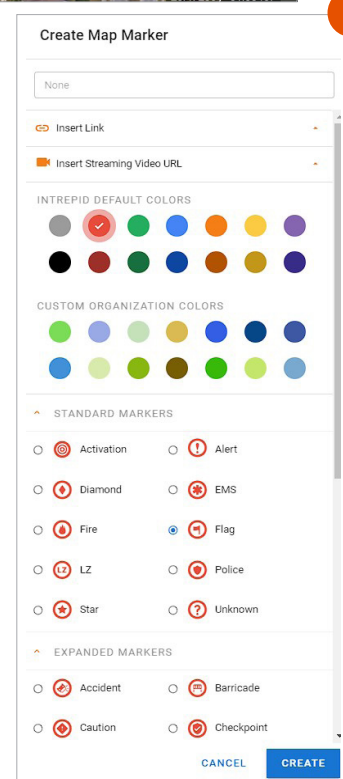 Create Map Marker
None
Insert Link
Insert Streaming Video URL
INTREPID DEFAULT COLORS
CUSTOM ORGANIZATION COLORS
STANDARD MARKERS
Activation
Alert
Diamond
EMS
Fire
Flag
LZ LZ
Police
Star
Unknown
EXPANDED MARKERS
Accident
Barricade
Caution
Checkpoint
CANCEL CREATE